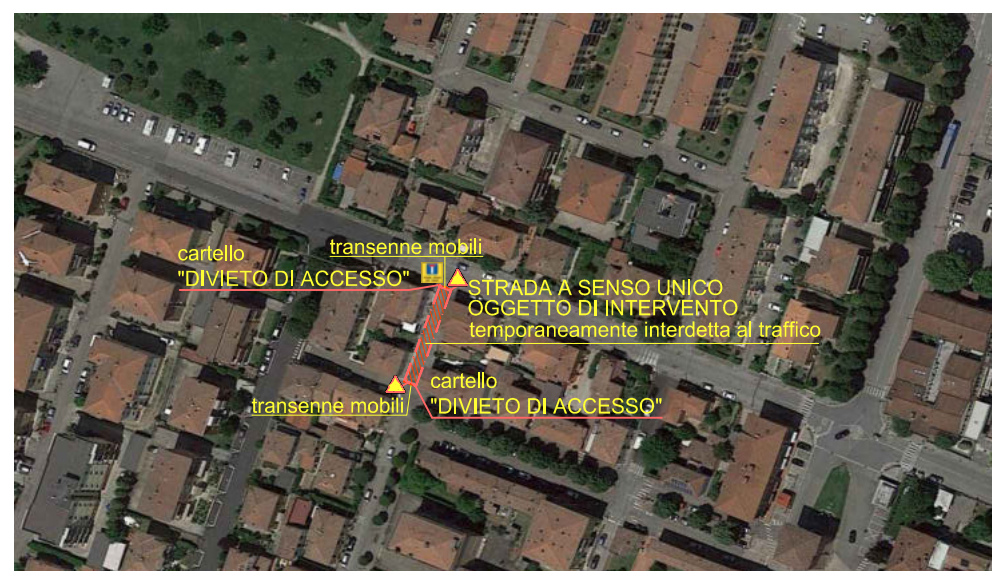 transenne mobili
cartello
"DIVIETO DI ACCESSO"
STRADA A SENSO UNICO
OGGETTO DI INTERVENTO
temporaneamente interdetta al traffico
cartello
"DIVIETO DI ACCESSO"
transenne mobili